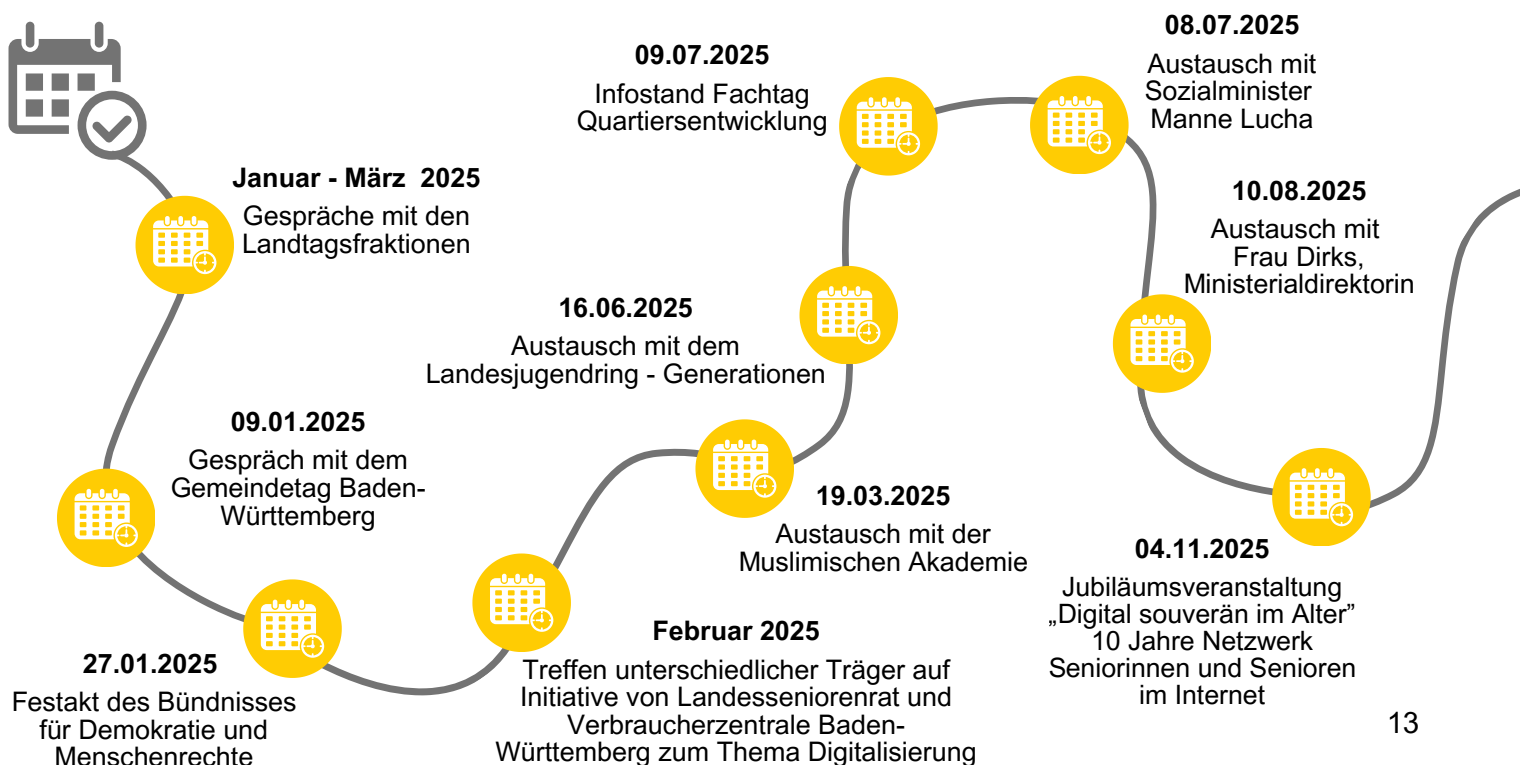 Januar - März  2025
Gespräche mit den
Landtagsfraktionen
09.01.2025
Gespräch mit dem
Gemeindetag Baden-
Württemberg
27.01.2025
Festakt des Bündnisses
für Demokratie und
Menschenrechte
Februar 2025
Treffen unterschiedlicher Träger auf
Initiative von Landesseniorenrat und
Verbraucherzentrale Baden-
Württemberg zum Thema Digitalisierung
19.03.2025
Austausch mit der
Muslimischen Akademie
16.06.2025
Austausch mit dem
Landesjugendring - Generationen
09.07.2025
Infostand Fachtag
Quartiersentwicklung
08.07.2025
Austausch mit
Sozialminister
Manne Lucha
10.08.2025
Austausch mit
Frau Dirks,
Ministerialdirektorin
04.11.2025
Jubiläumsveranstaltung
„Digital souverän im Alter”
10 Jahre Netzwerk
Seniorinnen und Senioren
im Internet
13